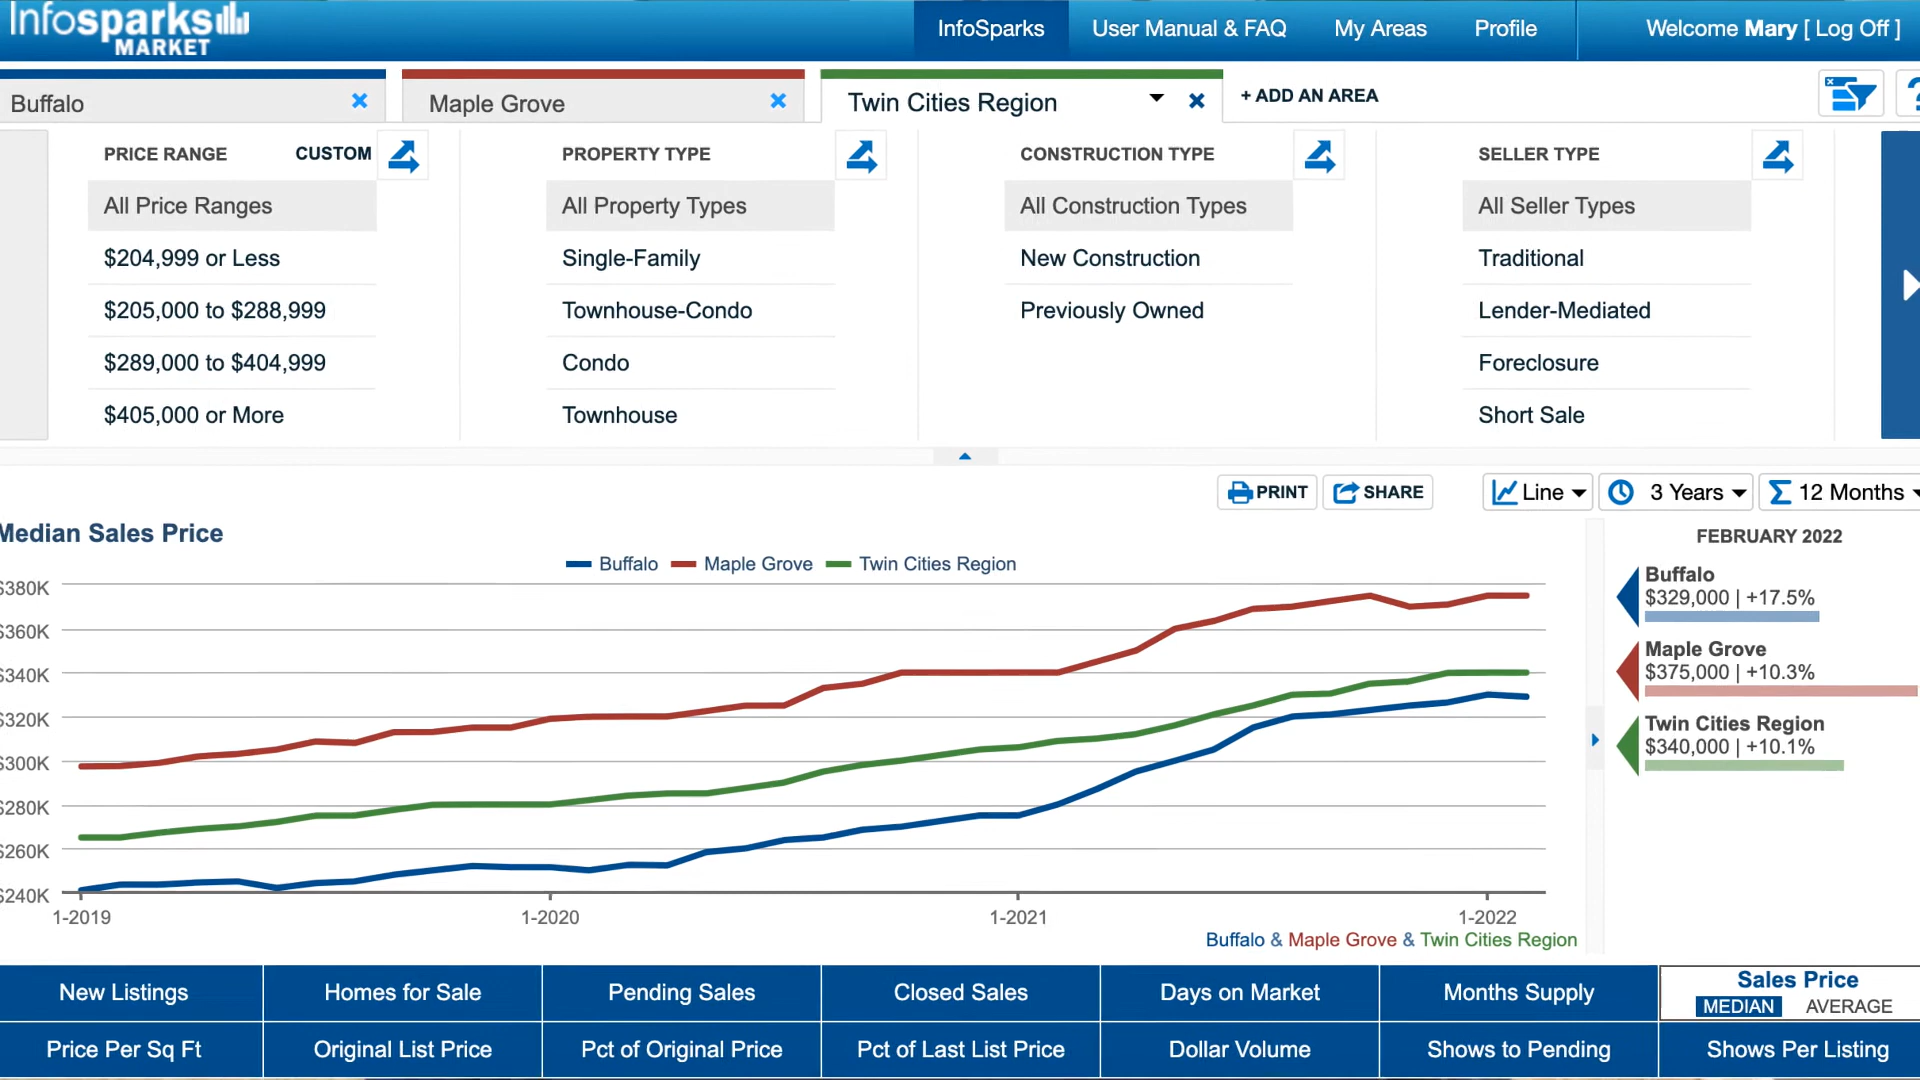 Infosparks
MARKET
InfoSparks
User Manual & FAQ
My Areas
Profile
Welcome Mary [ Log Off ]
Buffalo
Maple Grove
Twin Cities Region
+ ADD AN AREA
?
PRICE RANGE
CUSTOM
All Price Ranges
$204,999 or Less
$205,000 to $288,999
$289,000 to $404,999
$405,000 or More
PROPERTY TYPE
All Property Types
Single-Family
Townhouse-Condo
Condo
Townhouse
CONSTRUCTION TYPE
All Construction Types
New Construction
Previously Owned
SELLER TYPE
All Seller Types
Traditional
Lender-Mediated
Foreclosure
Short Sale
PRINT
SHARE
Line
3 Years
12 Months
Median Sales Price
Buffalo
Maple Grove
Twin Cities Region
$380K
$360K
$340K
$320K
$300K
$280K
$260K
$240K
1-2019
1-2020
1-2021
1-2022
Buffalo & Maple Grove & Twin Cities Region
FEBRUARY 2022
Buffalo
$329,000 | +17.5%
Maple Grove
$375,000 | +10.3%
Twin Cities Region
$340,000 | +10.1%
New Listings
Homes for Sale
Pending Sales
Closed Sales
Days on Market
Months Supply
Sales Price
MEDIAN
AVERAGE
Price Per Sq Ft
Original List Price
Pct of Original Price
Pct of Last List Price
Dollar Volume
Shows to Pending
Shows Per Listing